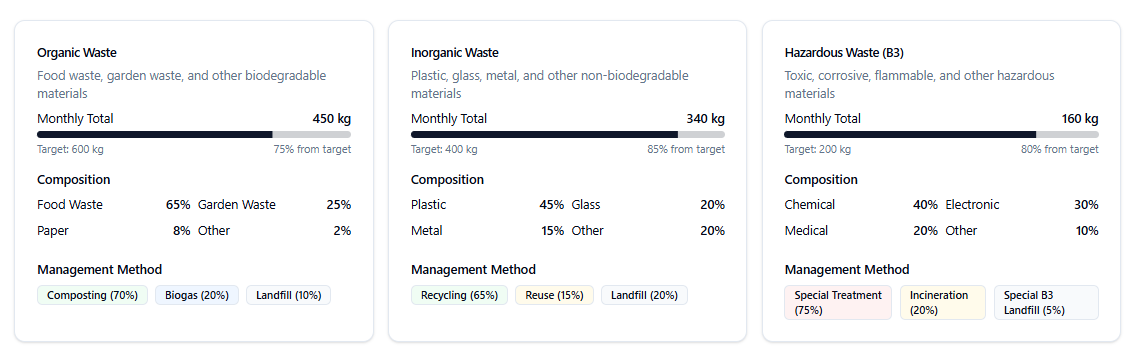 Organic Waste
Food waste, garden waste, and other biodegradable
materials
Monthly Total 450 kg
Target: 600 kg 75% from target
Composition
Food Waste 65% Garden Waste 25%
Paper 8% Other 2%
Management Method
Composting (70%) Biogas (20%) Landfill (10%)
Inorganic Waste
Plastic, glass, metal, and other non-biodegradable
materials
Monthly Total 340 kg
Target: 400 kg 85% from target
Composition
Plastic 45% Glass 20%
Metal 15% Other 20%
Management Method
Recycling (65%) Reuse (15%) Landfill (20%)
Hazardous Waste (B3)
Toxic, corrosive, flammable, and other hazardous
materials
Monthly Total 160 kg
Target: 200 kg 80% from target
Composition
Chemical 40% Electronic 30%
Medical 20% Other 10%
Management Method
Special Treatment
(75%)
Incineration
(20%)
Special B3
Landfill (5%)